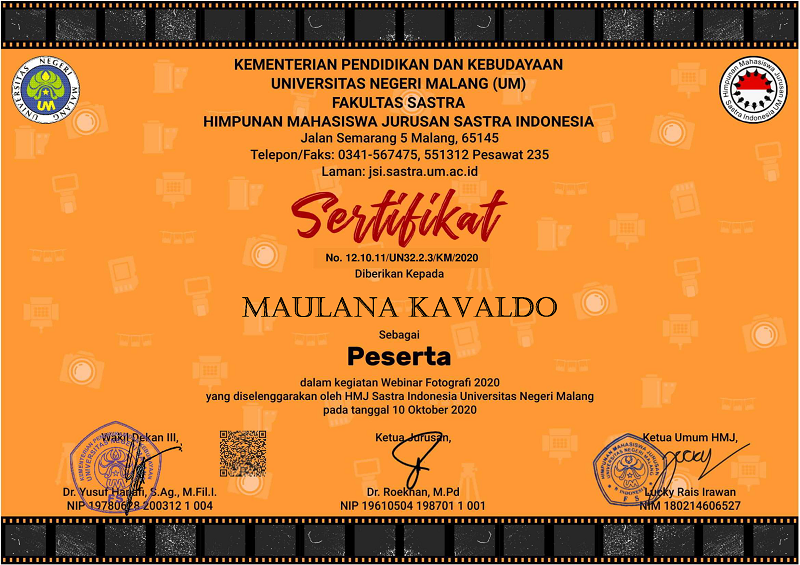 KEMENTERIAN PENDIDIKAN DAN KEBUDAYAAN
UNIVERSITAS NEGERI MALANG (UM)
FAKULTAS SASTRA
HIMPUNAN MAHASISWA JURUSAN SASTRA INDONESIA
Jalan Semarang 5 Malang, 65145
Telepon/Faks: 0341-567475, 551312 Pesawat 235
Laman: jsi.sastra.um.ac.id
UNIVERSITAS NEGERI MALANG
UM
Himpunan Mahasiswa Jurusan
Sastra Indonesia UM
Sertifikat
No. 12.10.11/UN32.2.3/KM/2020
Diberikan Kepada
MAULANA KAVALDO
Sebagai
Peserta
dalam kegiatan Webinar Fotografi 2020
yang diselenggarakan oleh HMJ Sastra Indonesia Universitas Negeri Malang
pada tanggal 10 Oktober 2020
Wakil Dekan III,
Dr. Yusuf Hanafi, S.Ag., M.Fil.I.
NIP 19780628 200312 1 004
Ketua Jurusan,
Dr. Roekhan, M.Pd
NIP 19610504 198701 1 001
Ketua Umum HMJ,
Lucky Rais Irawan
NIM 180214606527